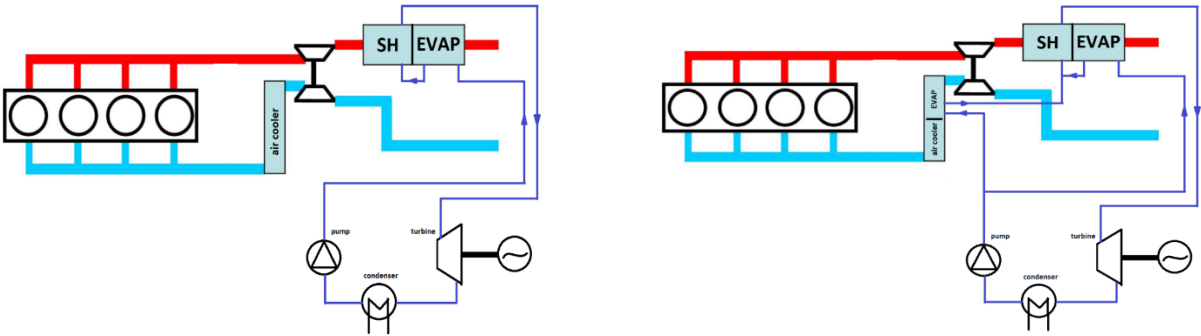 SH EVAP
air cooler
pump
turbine
condenser
SH EVAP
EVAP
air cooler
pump
turbine
condenser